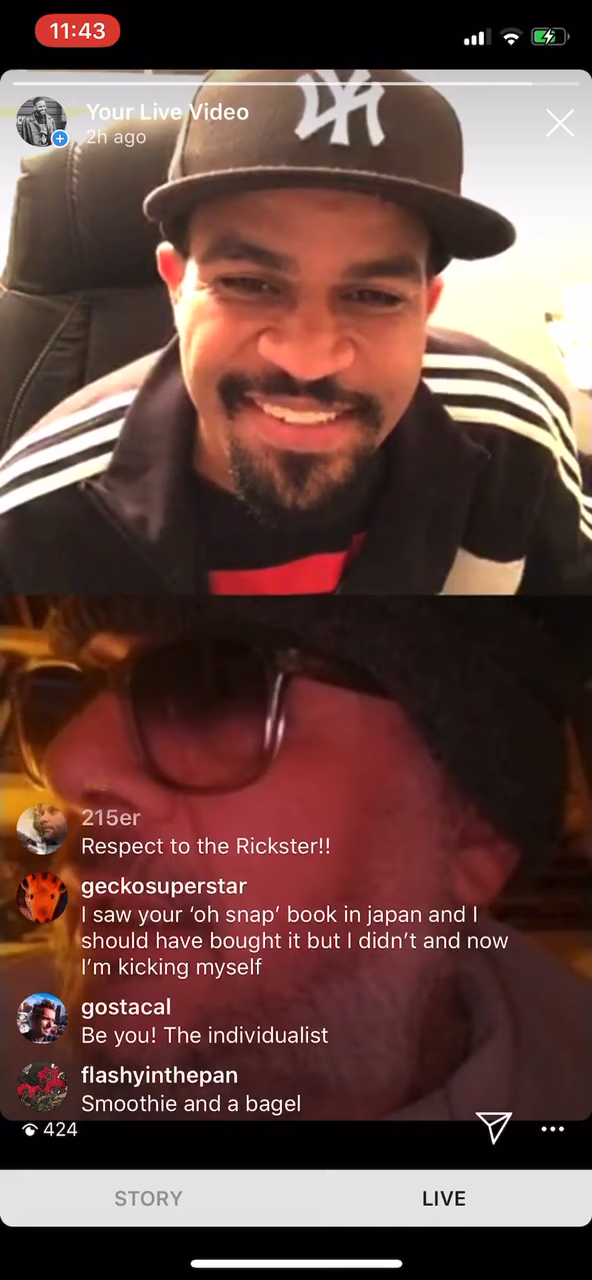 11:43
Your Live Video
2h ago
NY
215er
Respect to the Rickster!!
geckosuperstar
I saw your ‘oh snap’ book in japan and I
should have bought it but I didn’t and now
I’m kicking myself
gostacal
Be you! The individualist
flashyinthepan
Smoothie and a bagel
424
STORY
LIVE